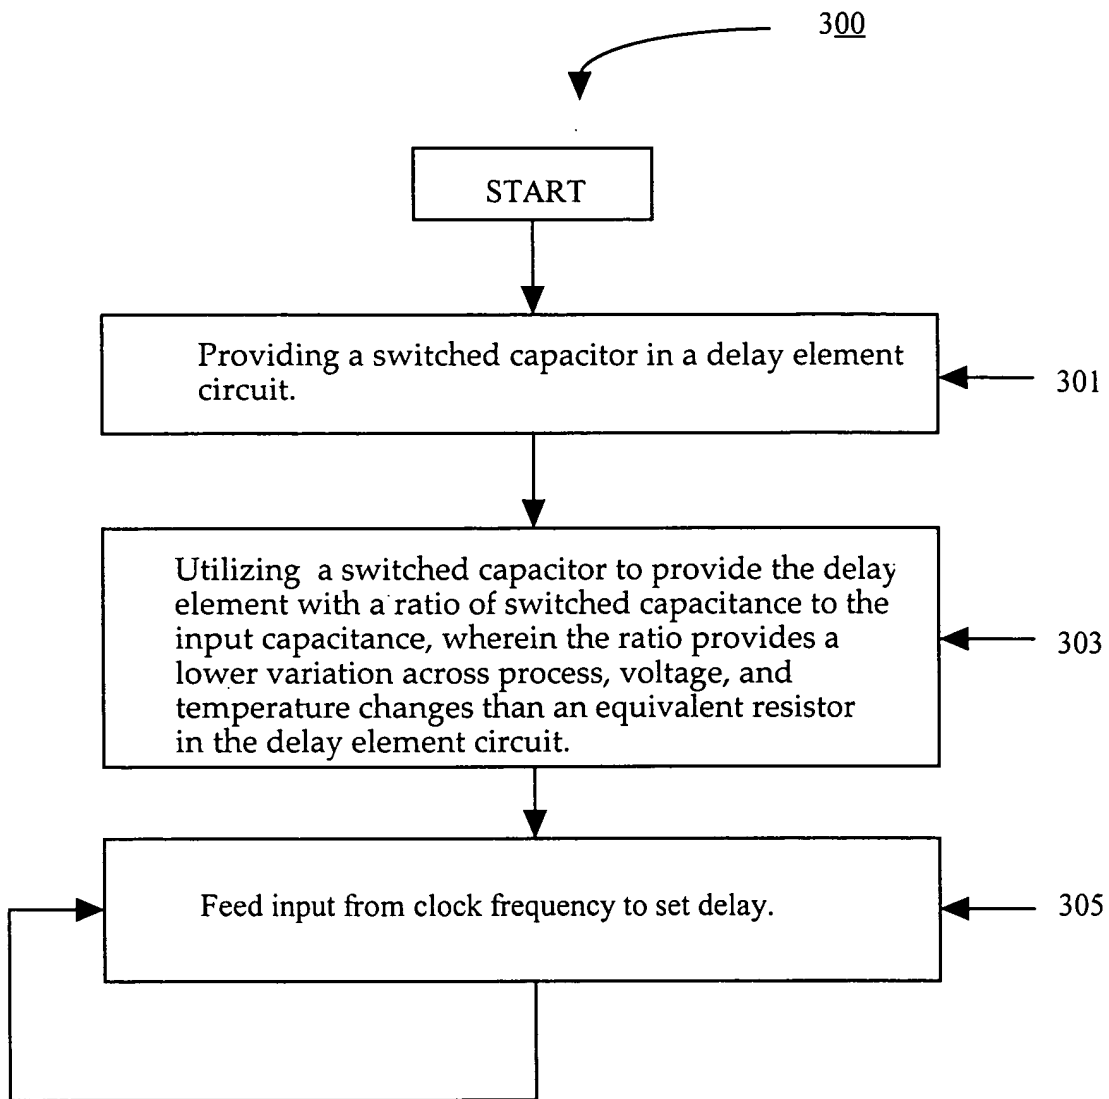 300
START
Providing a switched capacitor in a delay element
circuit.
301
Utilizing a switched capacitor to provide the delay
element with a ratio of switched capacitance to the
input capacitance, wherein the ratio provides a
lower variation across process, voltage, and
temperature changes than an equivalent resistor
in the delay element circuit.
303
Feed input from clock frequency to set delay.
305